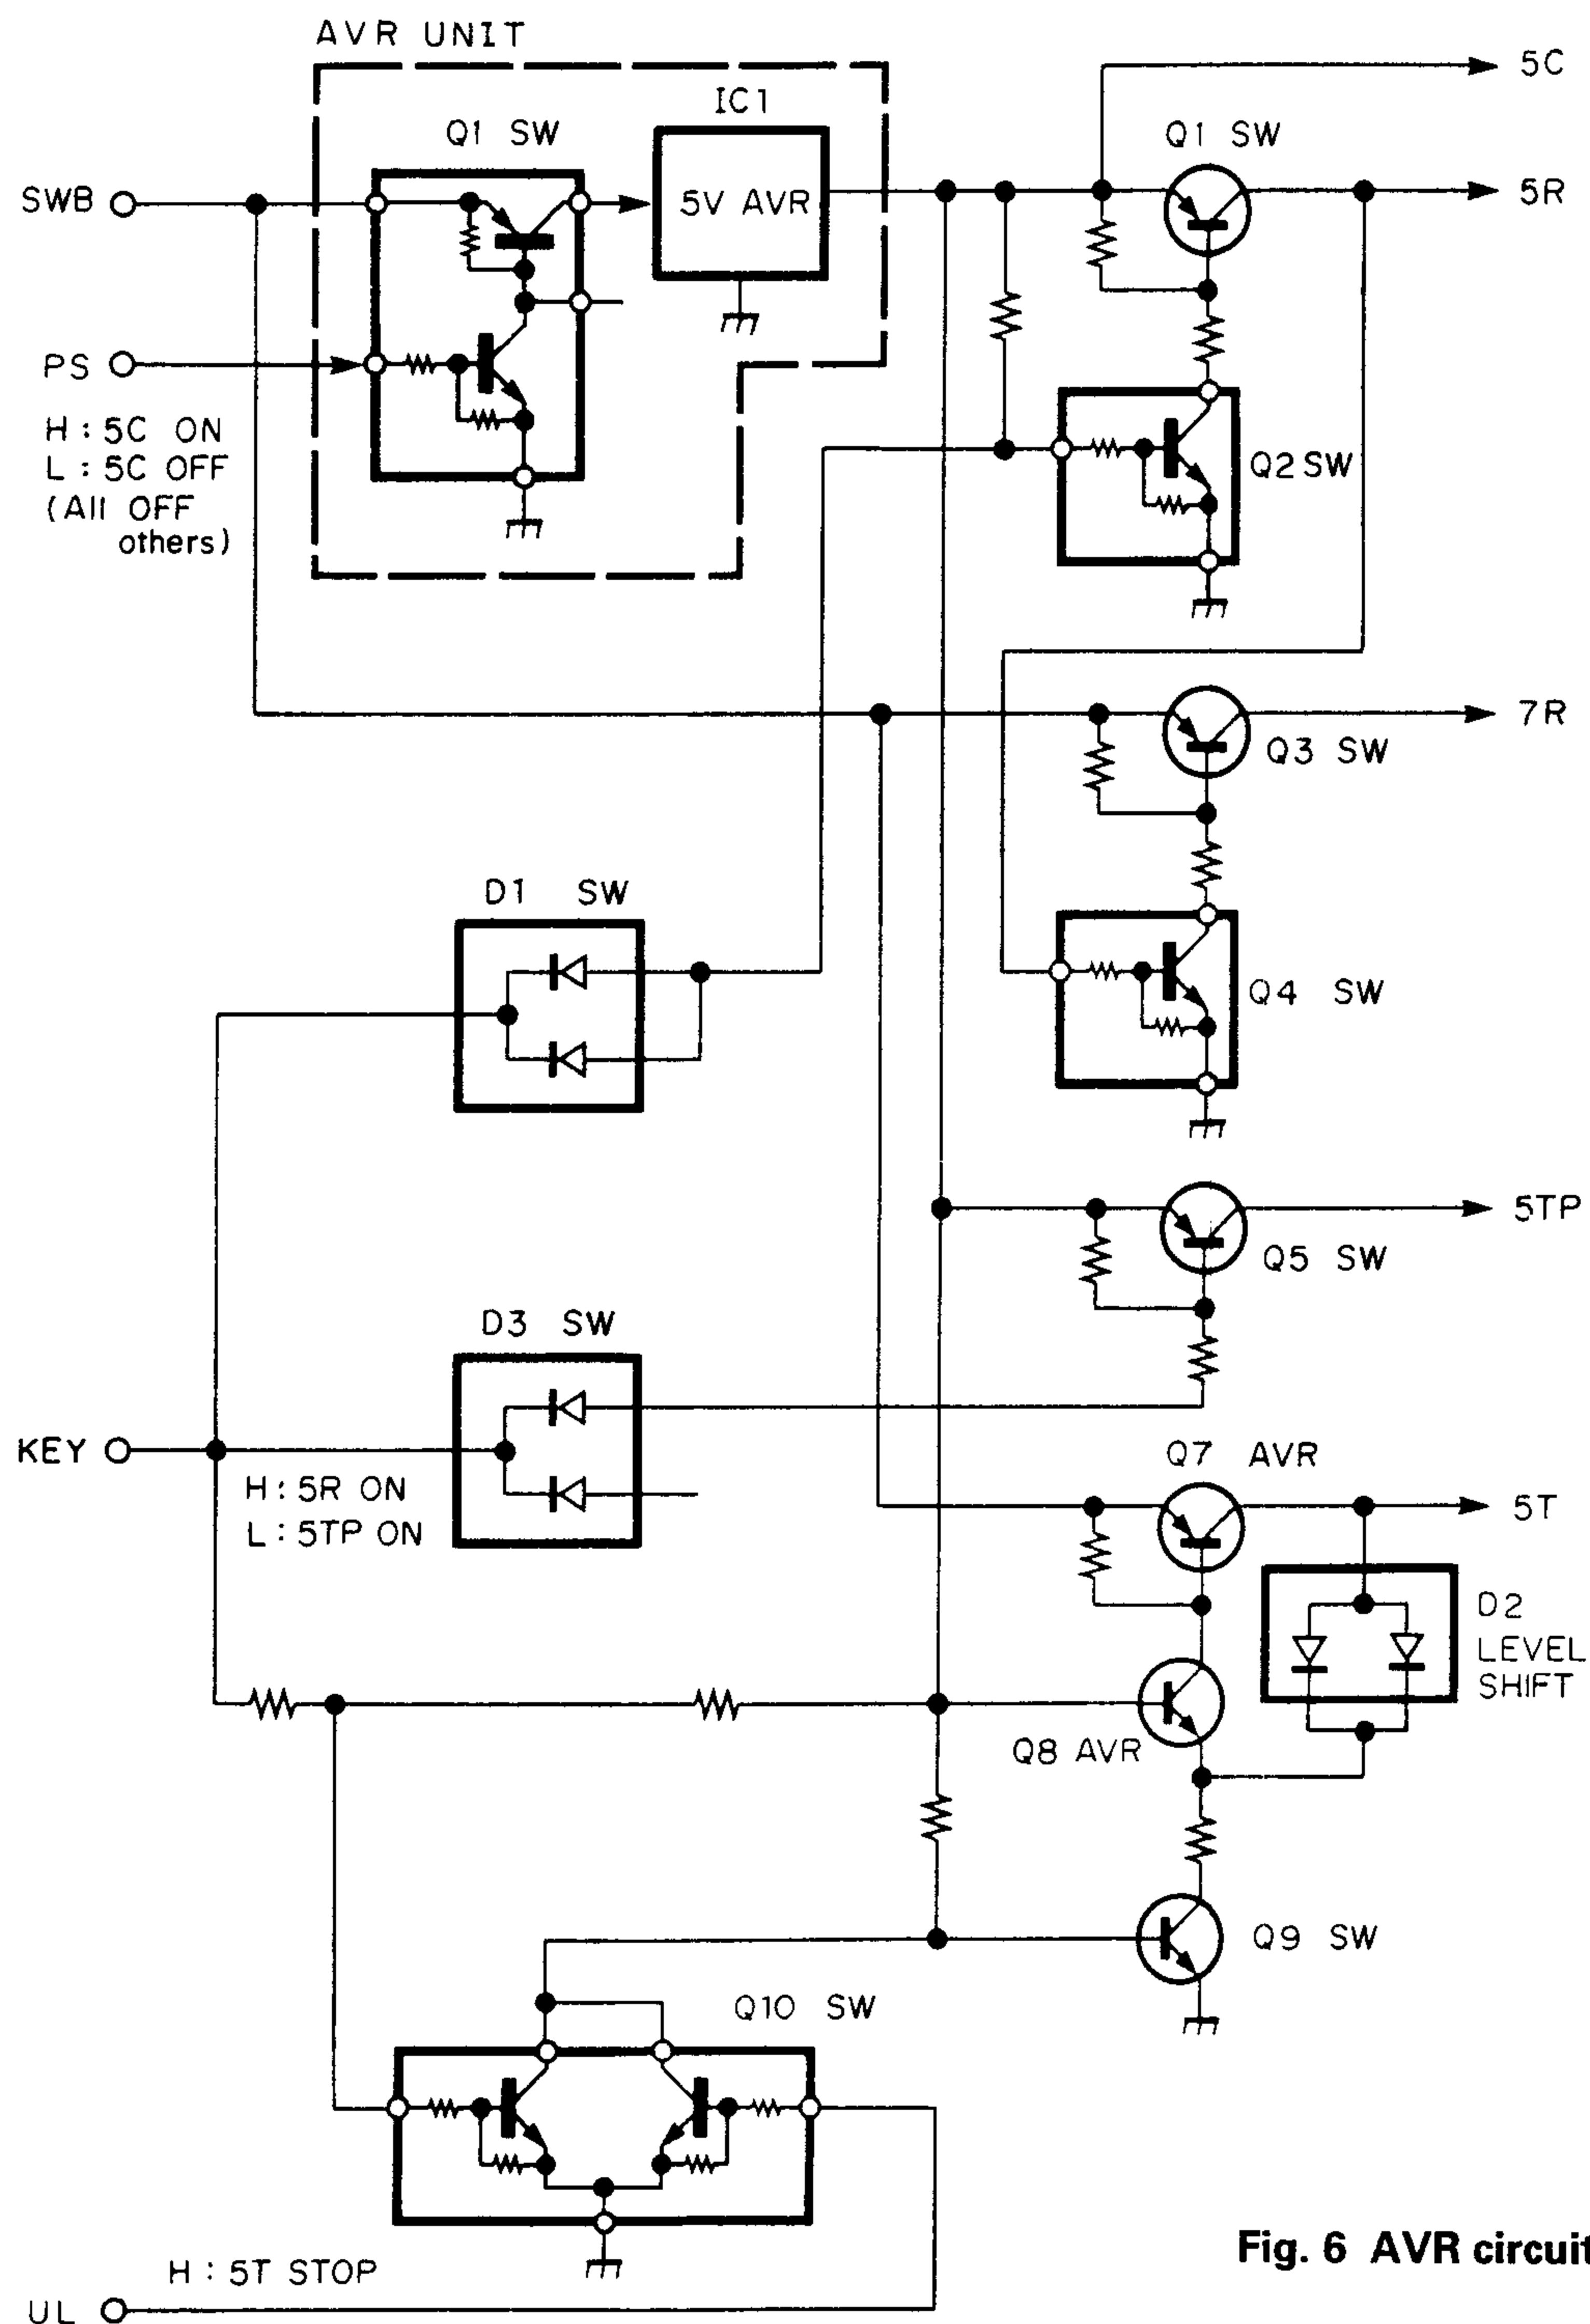 AVR UNIT
5C
IC1
Q1 SW
Q1 SW
SWB
5V AVR
5R
PS
H : 5C ON
L : 5C OFF
(All OFF
others)
Q2 SW
7R
Q3 SW
D1 SW
Q4 SW
5TP
Q5 SW
D3 SW
KEY
H : 5R ON
L : 5TP ON
Q7 AVR
5T
D2
LEVEL
SHIFT
Q8 AVR
Q9 SW
Q10 SW
Fig. 6 AVR circuit
H : 5T STOP
UL